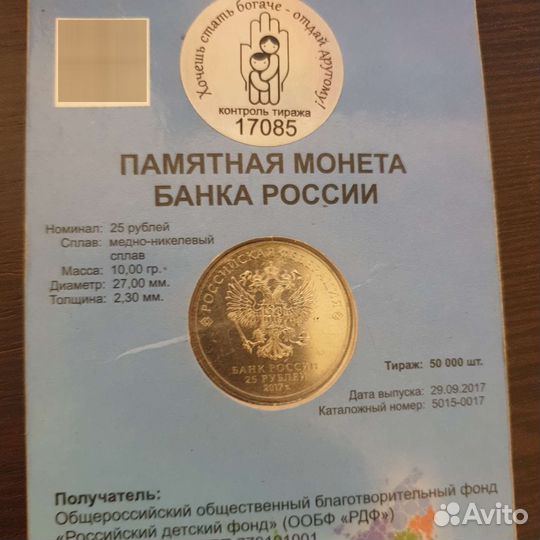 Хочешь стать богаче - отдай другому!
контроль тиража
17085
ПАМЯТНАЯ МОНЕТА
БАНКА РОССИИ
Номинал: 25 рублей
Сплав: медно-никелевый
сплав
Масса: 10,00 гр.
Диаметр: 27,00 мм.
Толщина: 2,30 мм.
РОССИЙСКАЯ ФЕДЕРАЦИЯ
БАНК РОССИИ
25 РУБЛЕЙ
2017 г.
Тираж: 50 000 шт.
Дата выпуска: 29.09.2017
Каталожный номер: 5015-0017
Получатель:
Общероссийский общественный благотворительный фонд
«Российский детский фонд» (ООБФ «РДФ»)
Avito